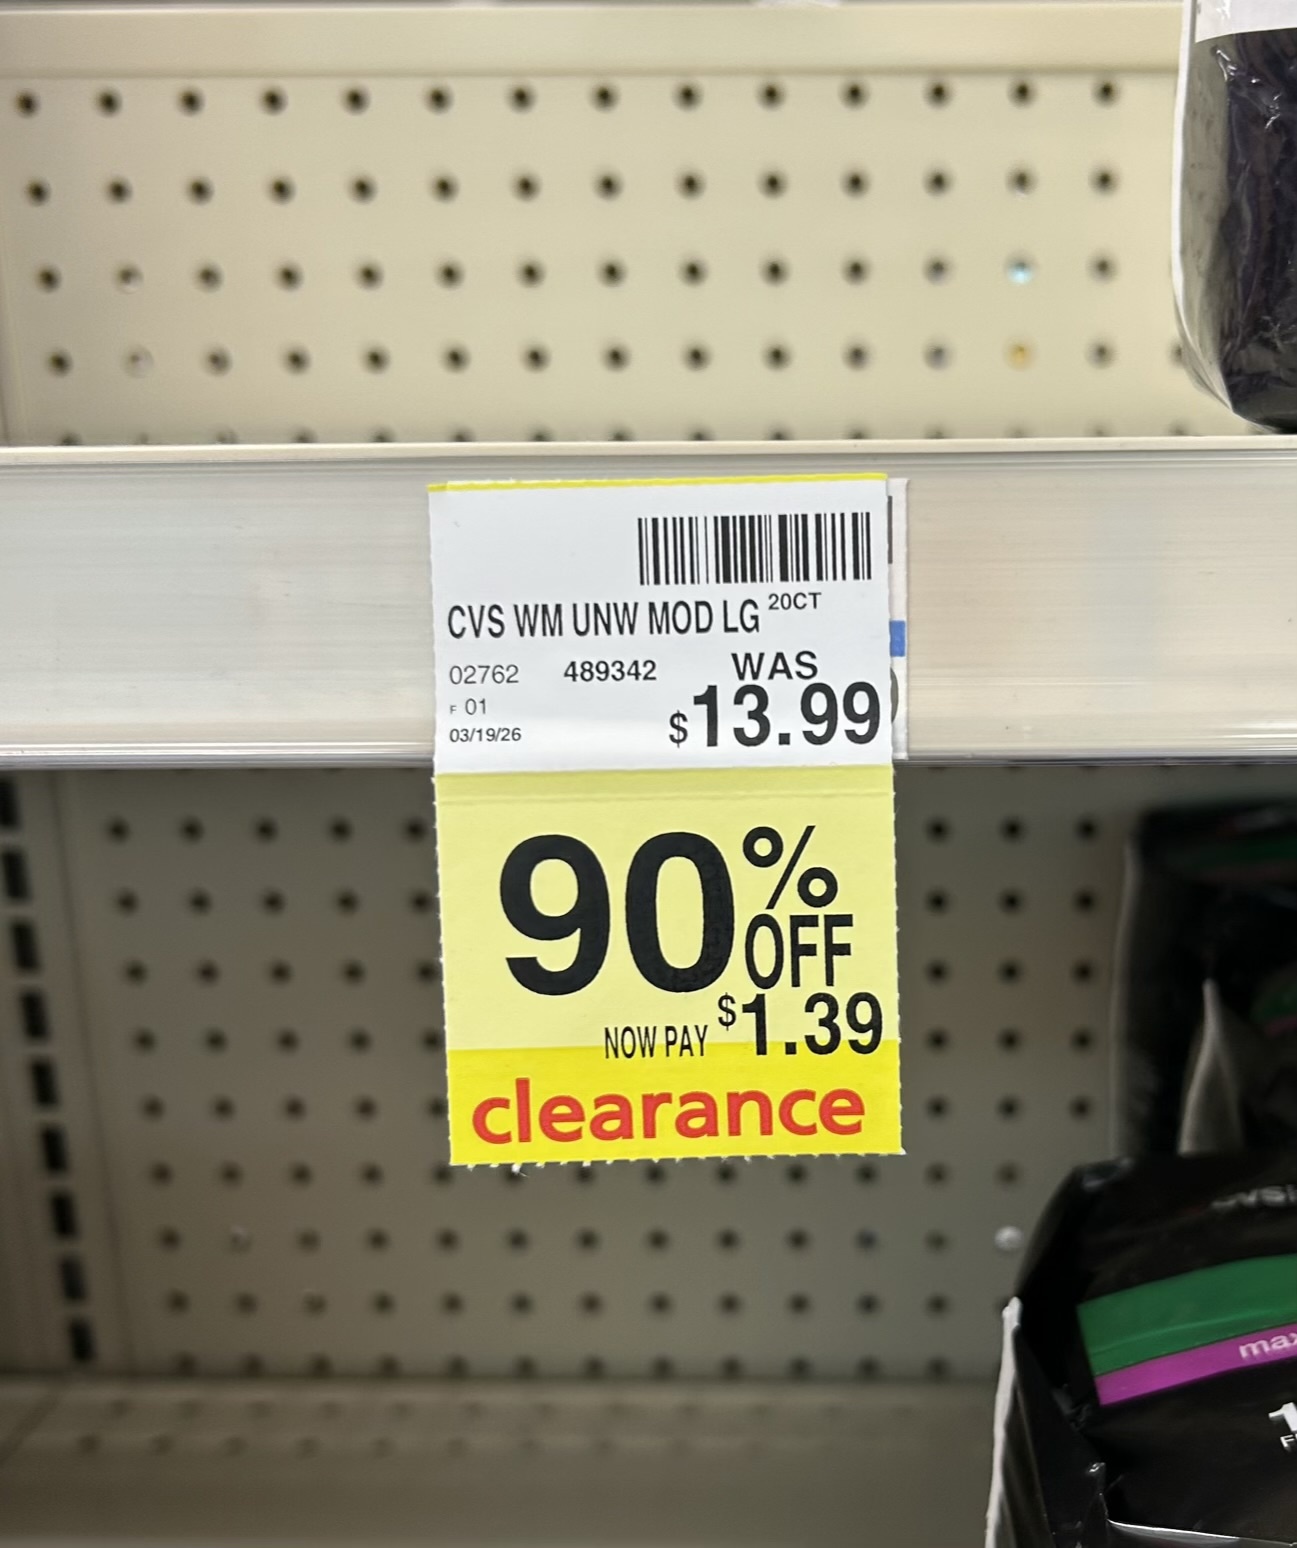 CVS WM UNW MOD LG 20CT
02762 489342 WAS
F 01 $13.99
03/19/26
90% OFF
NOW PAY $1.39
clearance
max